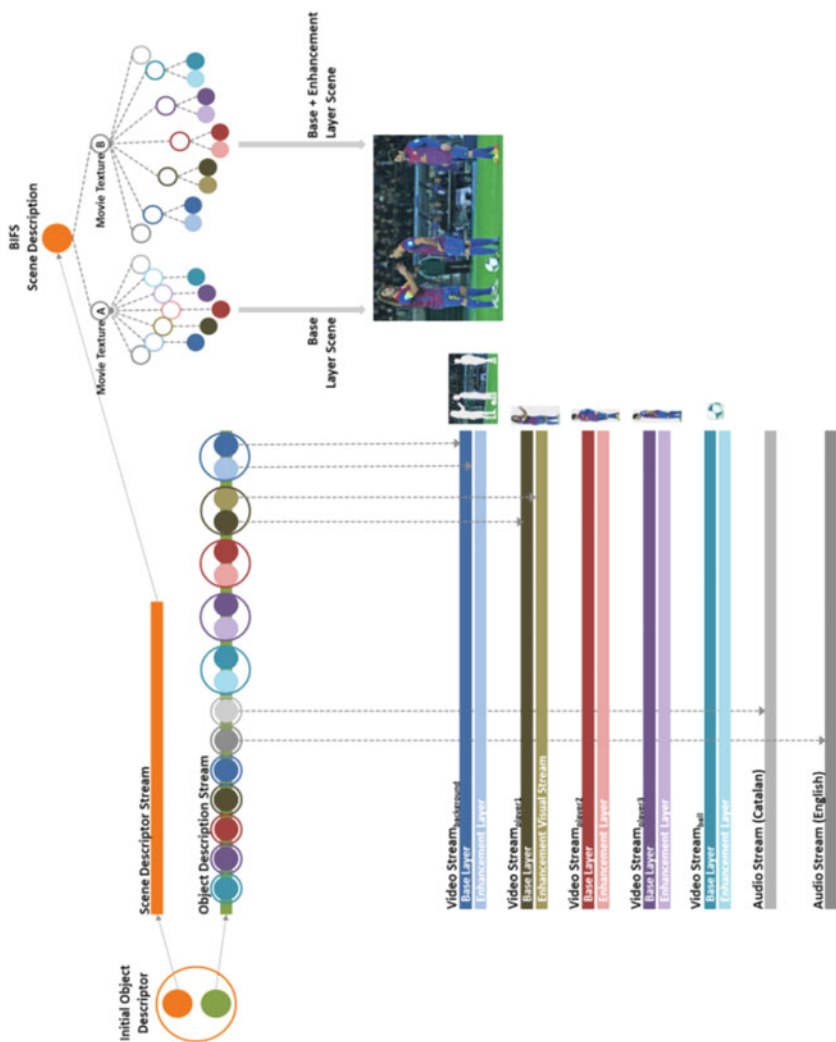 Initial Object
Descriptor
Scene Descriptor Stream
Object Description Stream
BIFS
Scene Description
Movie Texture
A
Movie Texture
B
Base
Layer Scene
Base + Enhancement
Layer Scene
Video Stream background
Base Layer
Enhancement Layer
Video Stream player1
Base Layer
Enhancement Visual Stream
Video Stream player2
Base Layer
Enhancement Layer
Video Stream player3
Base Layer
Enhancement Layer
Video Stream ball
Base Layer
Enhancement Layer
Audio Stream (Catalan)
Audio Stream (English)